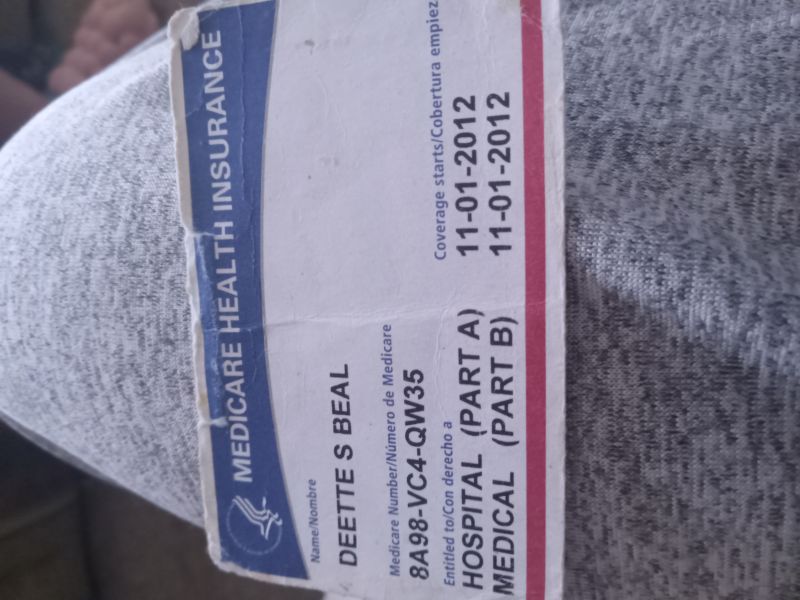 MEDICARE HEALTH INSURANCE
Name/Nombre
DEETTE S BEAL
Medicare Number/Número de Medicare
8A98-VC4-QW35
Entitled to/Con derecho a
Coverage starts/Cobertura empiez
HOSPITAL (PART A) 11-01-2012
MEDICAL (PART B) 11-01-2012